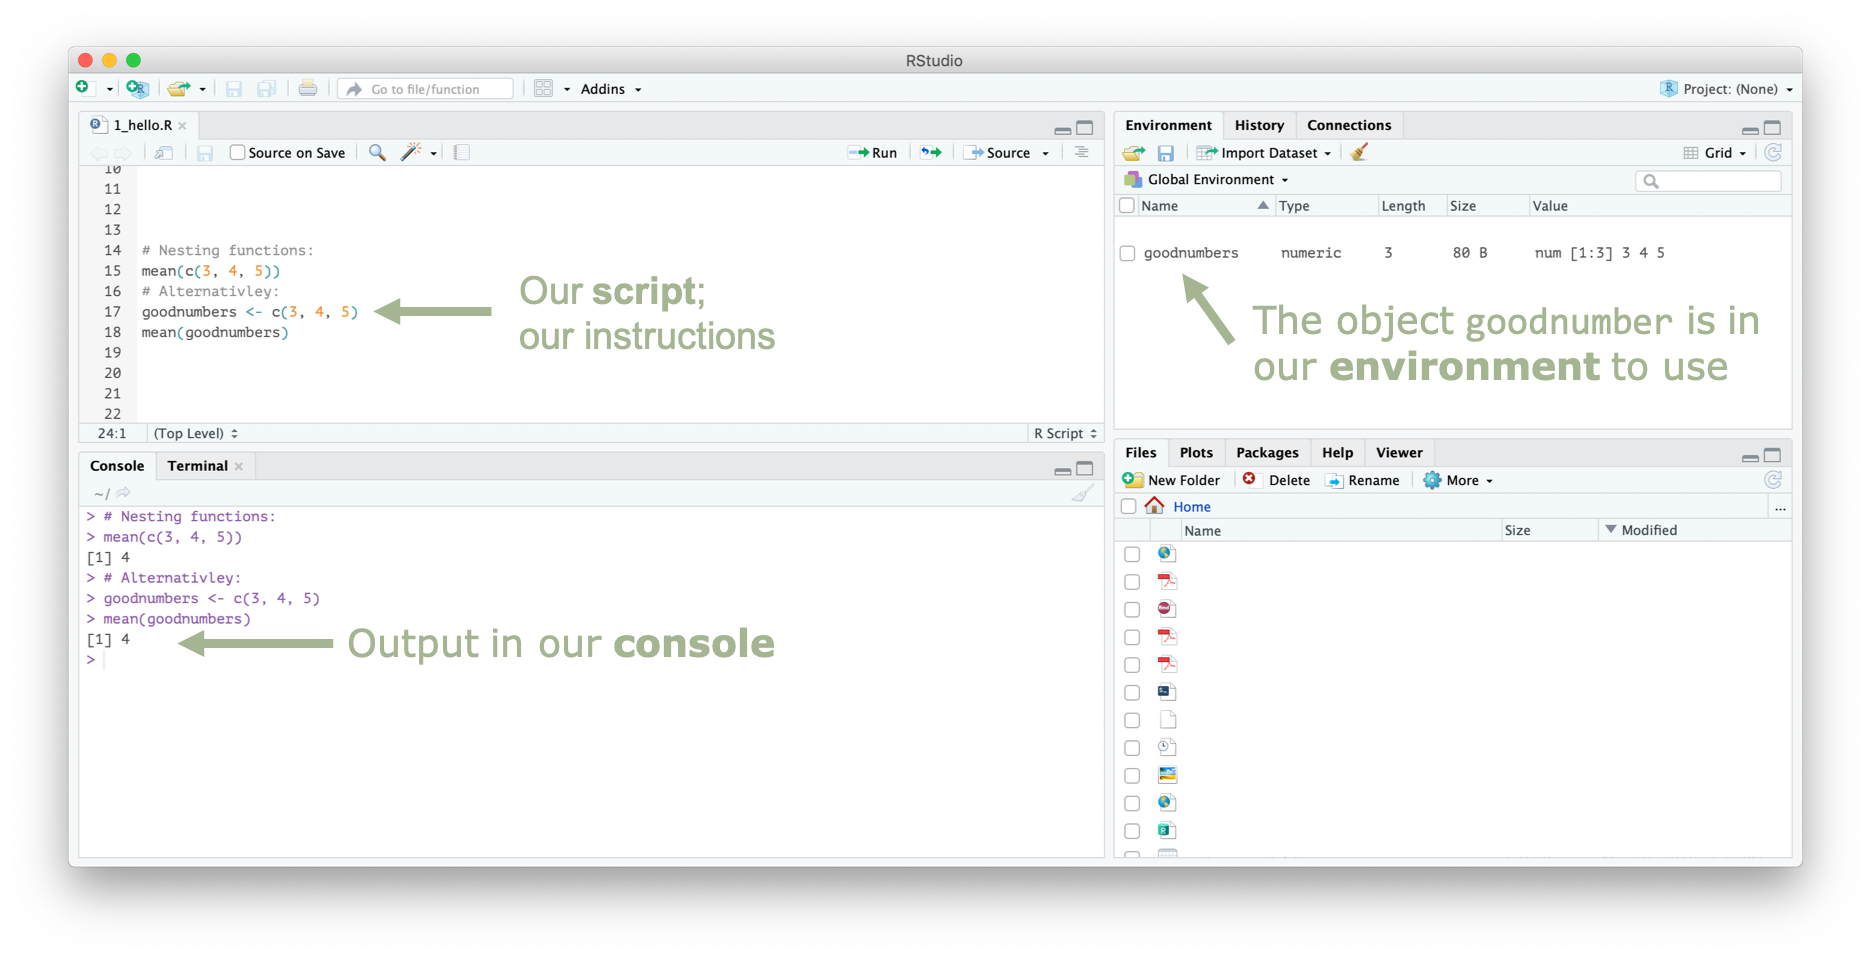 RStudio
Go to file/function
Addins
Project: (None)
1_hello.R
Source on Save
Run
Source
10
11
12
13
14 # Nesting functions:
15 mean(c(3, 4, 5))
16 # Alternativley:
17 goodnumbers <- c(3, 4, 5)
18 mean(goodnumbers)
19
20
21
22
Our script;
our instructions
24:1 (Top Level) R Script
Console Terminal
~/
> # Nesting functions:
> mean(c(3, 4, 5))
[1] 4
> # Alternativley:
> goodnumbers <- c(3, 4, 5)
> mean(goodnumbers)
[1] 4
>
Output in our console
Environment History Connections
Import Dataset Grid
Global Environment
Name Type Length Size Value
goodnumbers numeric 3 80 B num [1:3] 3 4 5
The object goodnumber is in
our environment to use
Files Plots Packages Help Viewer
New Folder Delete Rename More
Home ...
Name Size Modified